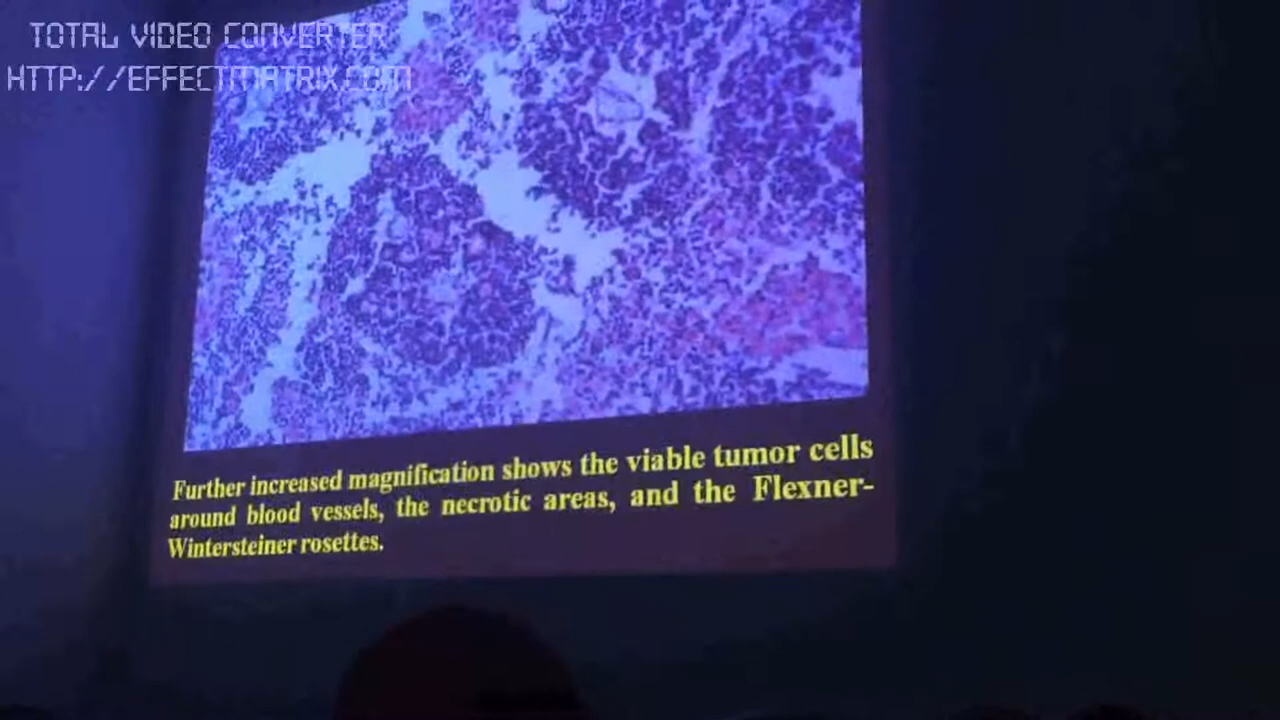 TOTAL VIDEO CONVERTER
HTTP://EFFECTMATRIX.COM
Further increased magnification shows the viable tumor cells
around blood vessels, the necrotic areas, and the Flexner-
Wintersteiner rosettes.